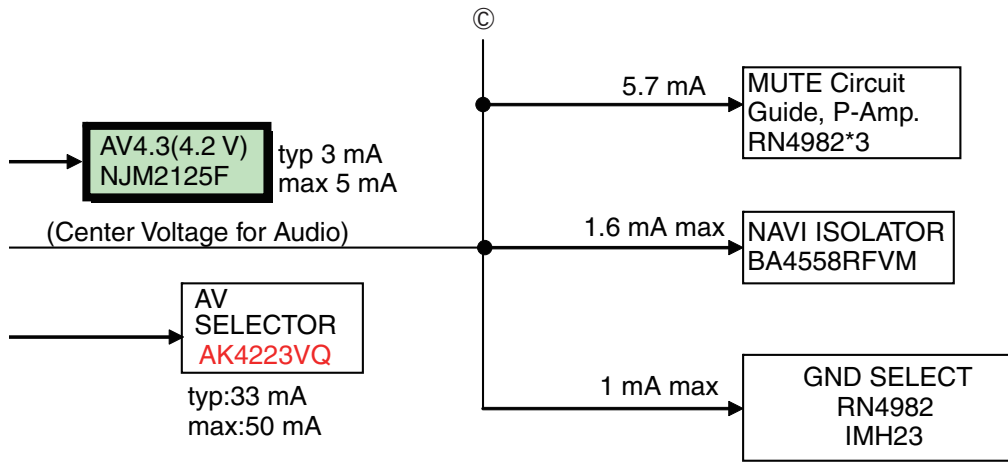 ©
5.7 mA
MUTE Circuit
Guide, P-Amp.
RN4982*3
AV4.3(4.2 V)
NJM2125F
typ 3 mA
max 5 mA
(Center Voltage for Audio)
1.6 mA max
NAVI ISOLATOR
BA4558RFVM
AV
SELECTOR
AK4223VQ
typ:33 mA
max:50 mA
1 mA max
GND SELECT
RN4982
IMH23